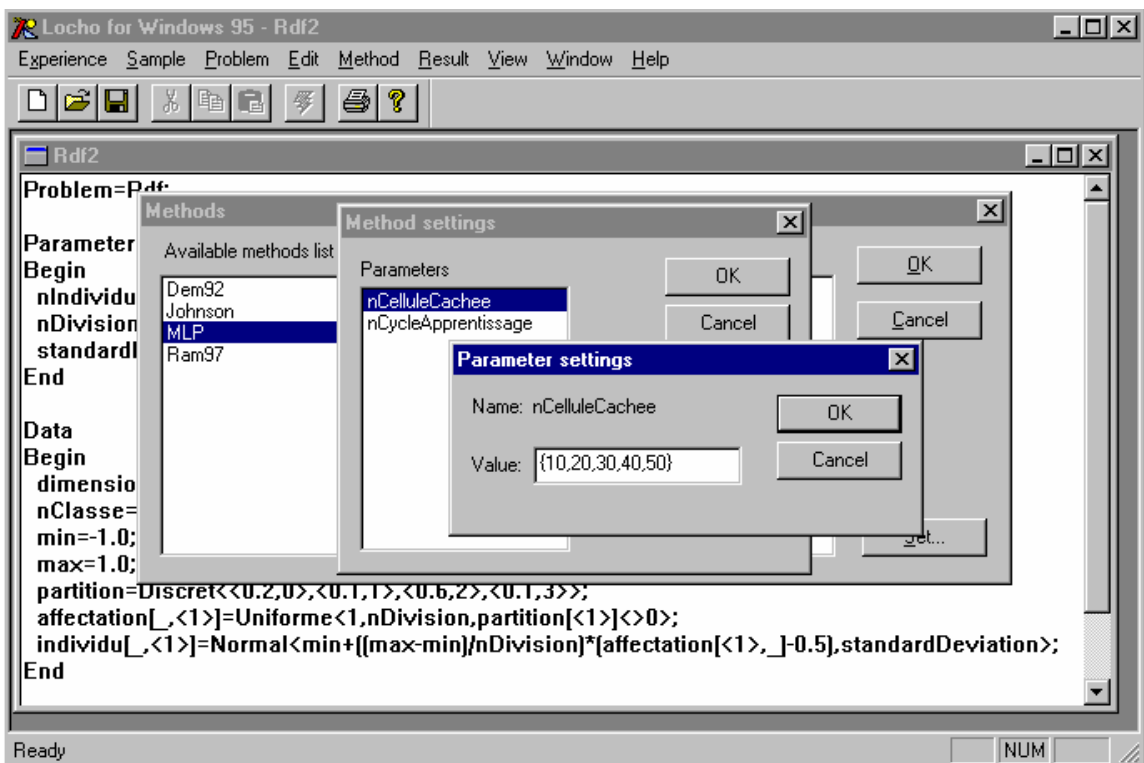 Locho for Windows 95 - Rdf2
Experience Sample Problem Edit Method Result View Window Help
Rdf2
Problem=Rdf;
Parameter
Begin
nIndividu
nDivision
standardI
End
Data
Begin
dimensio
nClasse=
min=-1.0;
max=1.0;
partition=Discret<<0.2,0>,<0.1,1>,<0.6,2>,<0.1,3>>;
affectation[_,<1>]=Uniforme<1,nDivision,partition[<1>]<>0>;
individu[_,<1>]=Normal<min+((max-min)/nDivision)*(affectation[<1>,_]-0.5),standardDeviation>;
End
Methods
Available methods list
Dem92
Johnson
MLP
Ram97
OK
Cancel
Set...
Method settings
Parameters
nCelluleCachee
nCycleApprentissage
OK
Cancel
Parameter settings
Name: nCelluleCachee
Value: {10,20,30,40,50}
OK
Cancel
Ready
NUM